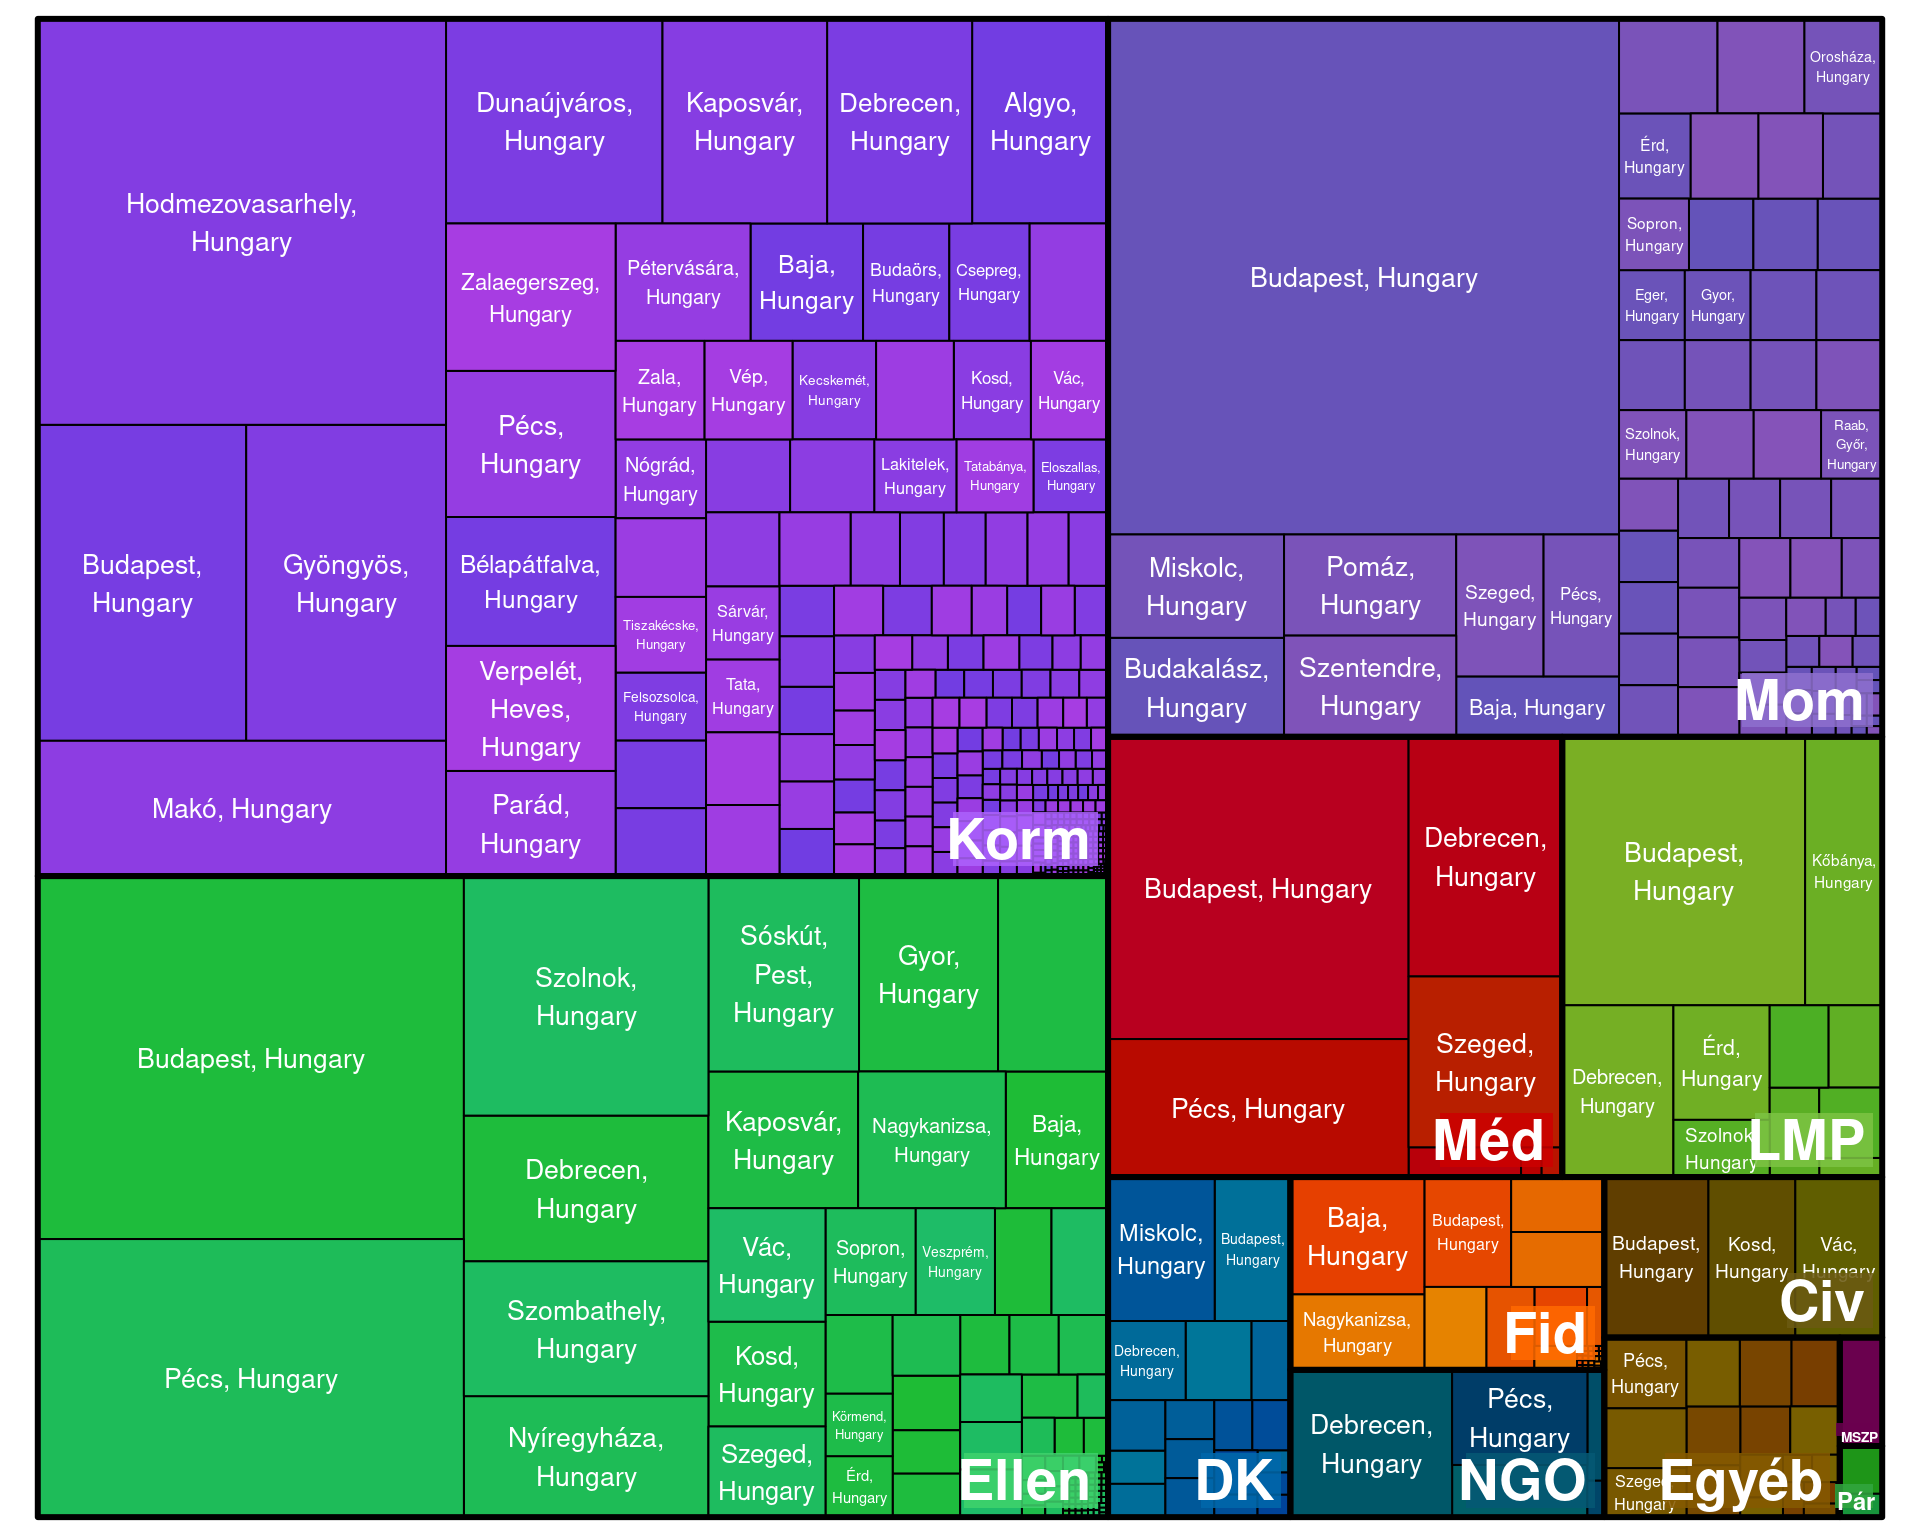 Hodmezovasarhely,
Hungary
Budapest,
Hungary
Gyöngyös,
Hungary
Makó, Hungary
Dunaújváros,
Hungary
Kaposvár,
Hungary
Debrecen,
Hungary
Algyo,
Hungary
Zalaegerszeg,
Hungary
Pécs,
Hungary
Bélapátfalva,
Hungary
Verpelét,
Heves,
Hungary
Parád,
Hungary
Pétervására,
Hungary
Baja,
Hungary
Budaörs,
Hungary
Csepreg,
Hungary
Zala,
Hungary
Vép,
Hungary
Kecskemét,
Hungary
Kosd,
Hungary
Vác,
Hungary
Nógrád,
Hungary
Lakitelek,
Hungary
Tatabánya,
Hungary
Eloszallas,
Hungary
Tiszakécske,
Hungary
Sárvár,
Hungary
Felsozsolca,
Hungary
Tata,
Hungary
Korm
Budapest, Hungary
Orosháza,
Hungary
Érd,
Hungary
Sopron,
Hungary
Eger,
Hungary
Gyor,
Hungary
Szolnok,
Hungary
Raab,
Győr,
Hungary
Miskolc,
Hungary
Pomáz,
Hungary
Szeged,
Hungary
Pécs,
Hungary
Budakalász,
Hungary
Szentendre,
Hungary
Baja, Hungary
Mom
Budapest, Hungary
Pécs, Hungary
Szolnok,
Hungary
Debrecen,
Hungary
Szombathely,
Hungary
Nyíregyháza,
Hungary
Sóskút,
Pest,
Hungary
Gyor,
Hungary
Kaposvár,
Hungary
Nagykanizsa,
Hungary
Baja,
Hungary
Vác,
Hungary
Sopron,
Hungary
Veszprém,
Hungary
Kosd,
Hungary
Szeged,
Hungary
Körmend,
Hungary
Érd,
Hungary
Ellen
Budapest, Hungary
Pécs, Hungary
Debrecen,
Hungary
Szeged,
Hungary
Méd
Budapest,
Hungary
Kőbánya,
Hungary
Debrecen,
Hungary
Érd,
Hungary
Szolnok
Hungary
LMP
Miskolc,
Hungary
Budapest,
Hungary
Debrecen,
Hungary
DK
Baja,
Hungary
Budapest,
Hungary
Nagykanizsa,
Hungary
Fid
Debrecen,
Hungary
Pécs,
Hungary
NGO
Budapest,
Hungary
Kosd,
Hungary
Vác,
Hungary
Civ
Pécs,
Hungary
Szeged
Hungary
Egyéb
MSZP
Pár